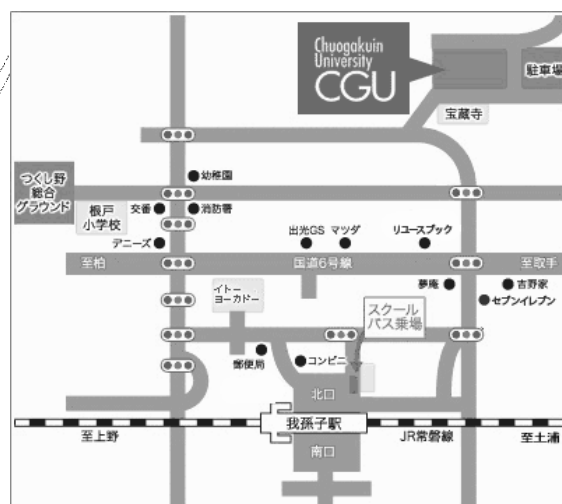 Chuogakuin
University
CGU
駐車場
宝蔵寺
つくし野
総合
グラウンド
幼稚園
根戸
小学校
交番
消防署
デニーズ
出光GS
マツダ
リユースブック
至柏
国道6号線
至取手
イトー
ヨーカドー
夢庵
吉野家
セブンイレブン
スクール
バス乗場
郵便局
コンビニ
北口
我孫子駅
至上野
JR常磐線
至土浦
南口